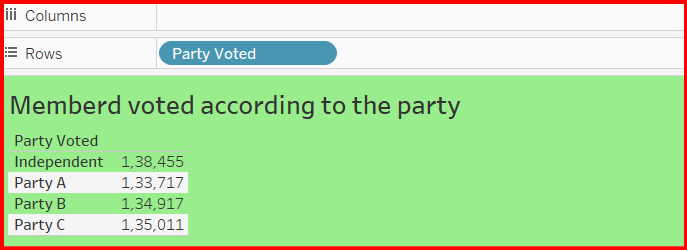 Columns
Rows Party Voted
Memberd voted according to the party
Party Voted
Independent 1,38,455
Party A 1,33,717
Party B 1,34,917
Party C 1,35,011